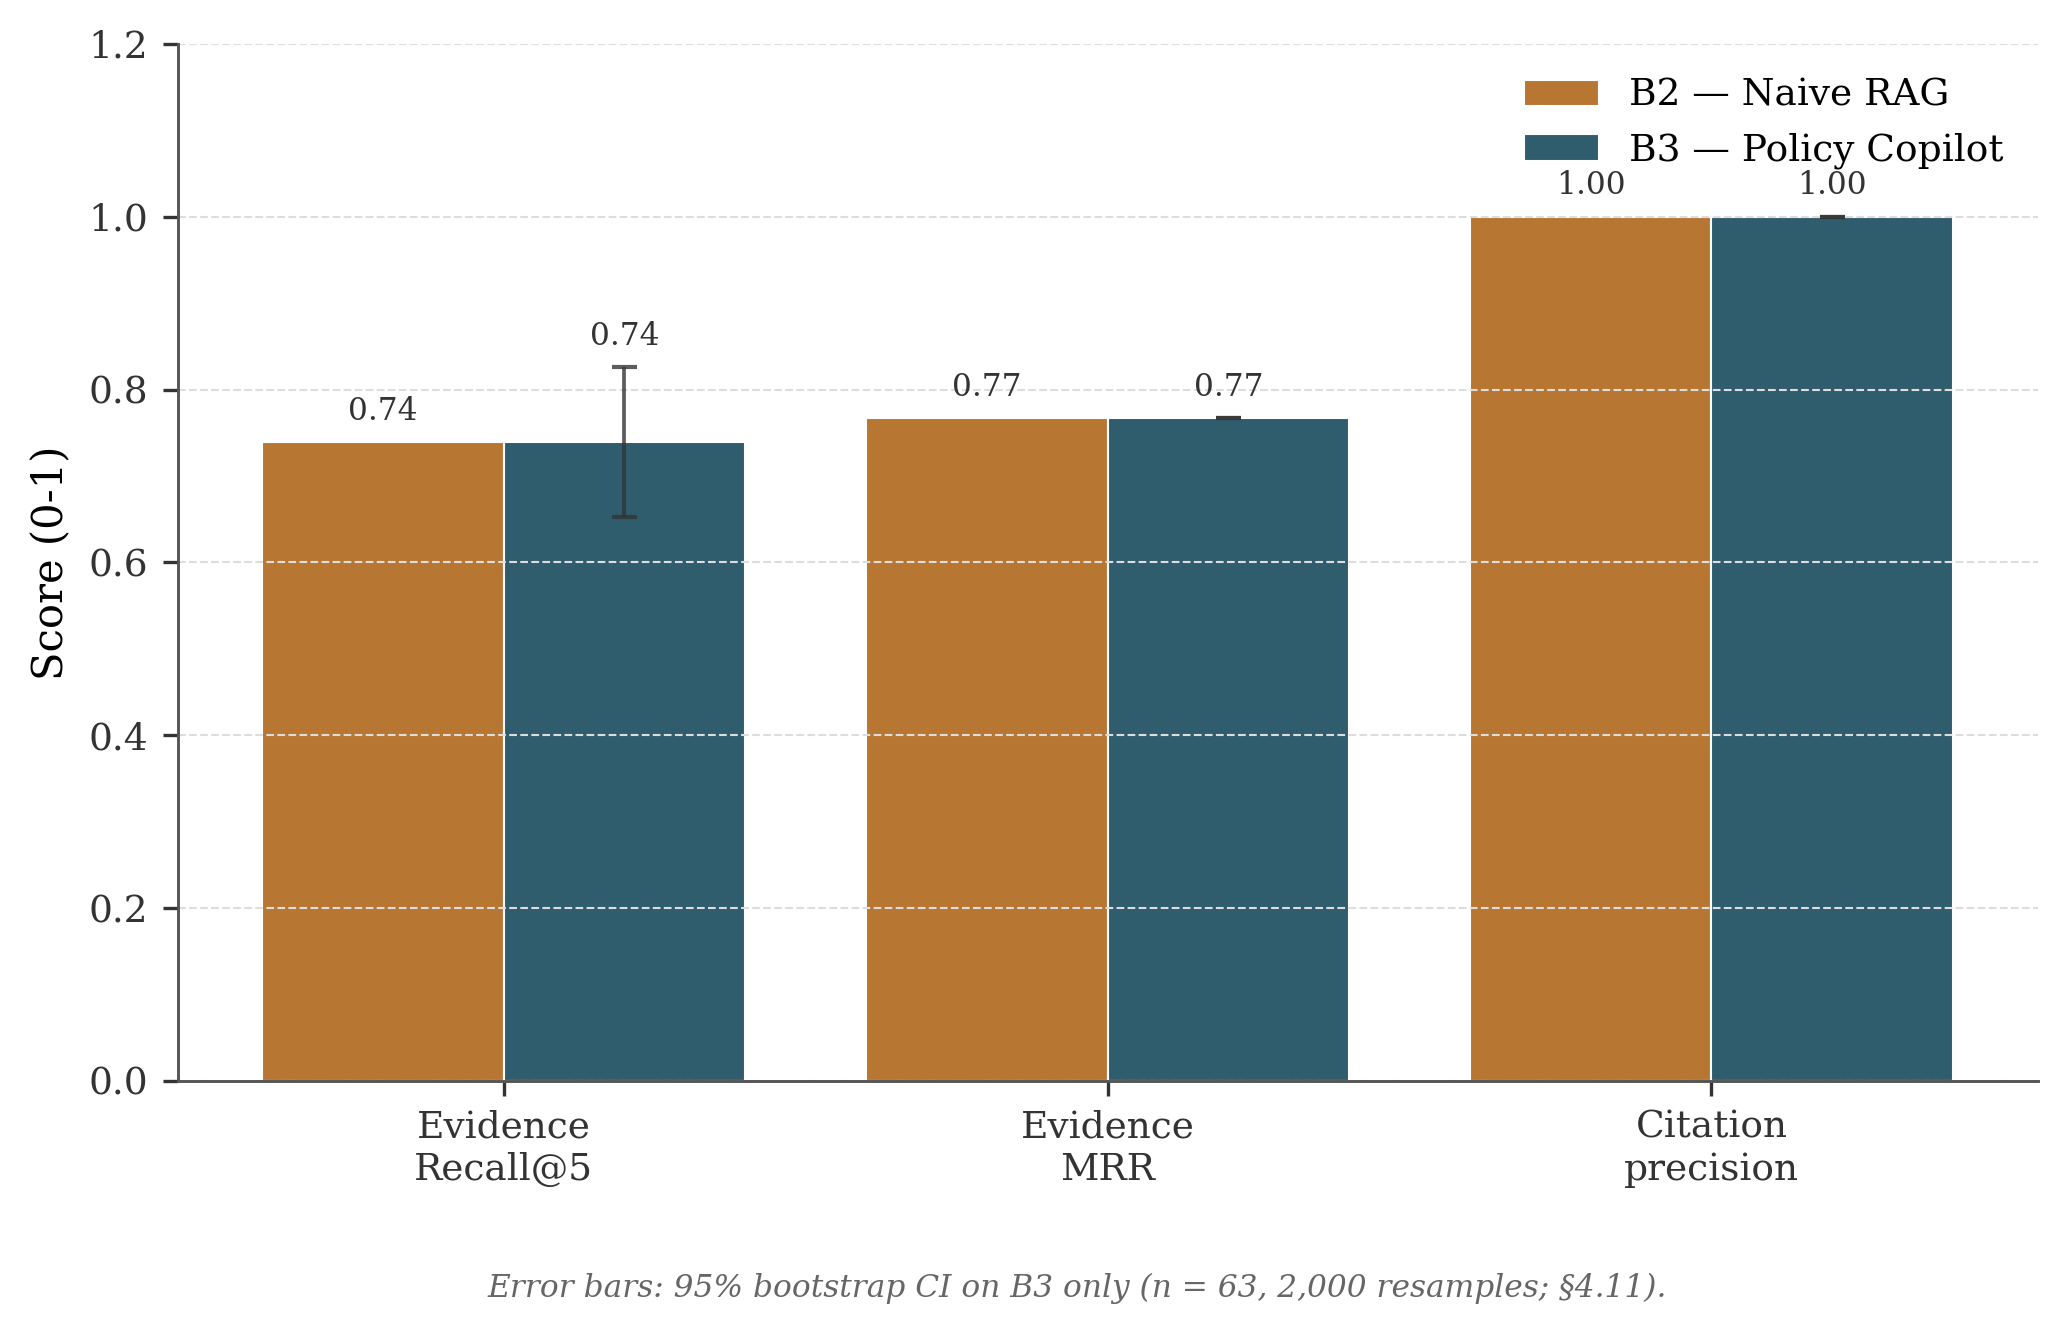 1.2
1.0
0.8
0.6
0.4
0.2
0.0
Score (0-1)
B2 — Naive RAG
B3 — Policy Copilot
0.74
0.74
0.77
0.77
1.00
1.00
Evidence
Recall@5
Evidence
MRR
Citation
precision
Error bars: 95% bootstrap CI on B3 only (n = 63, 2,000 resamples; §4.11).